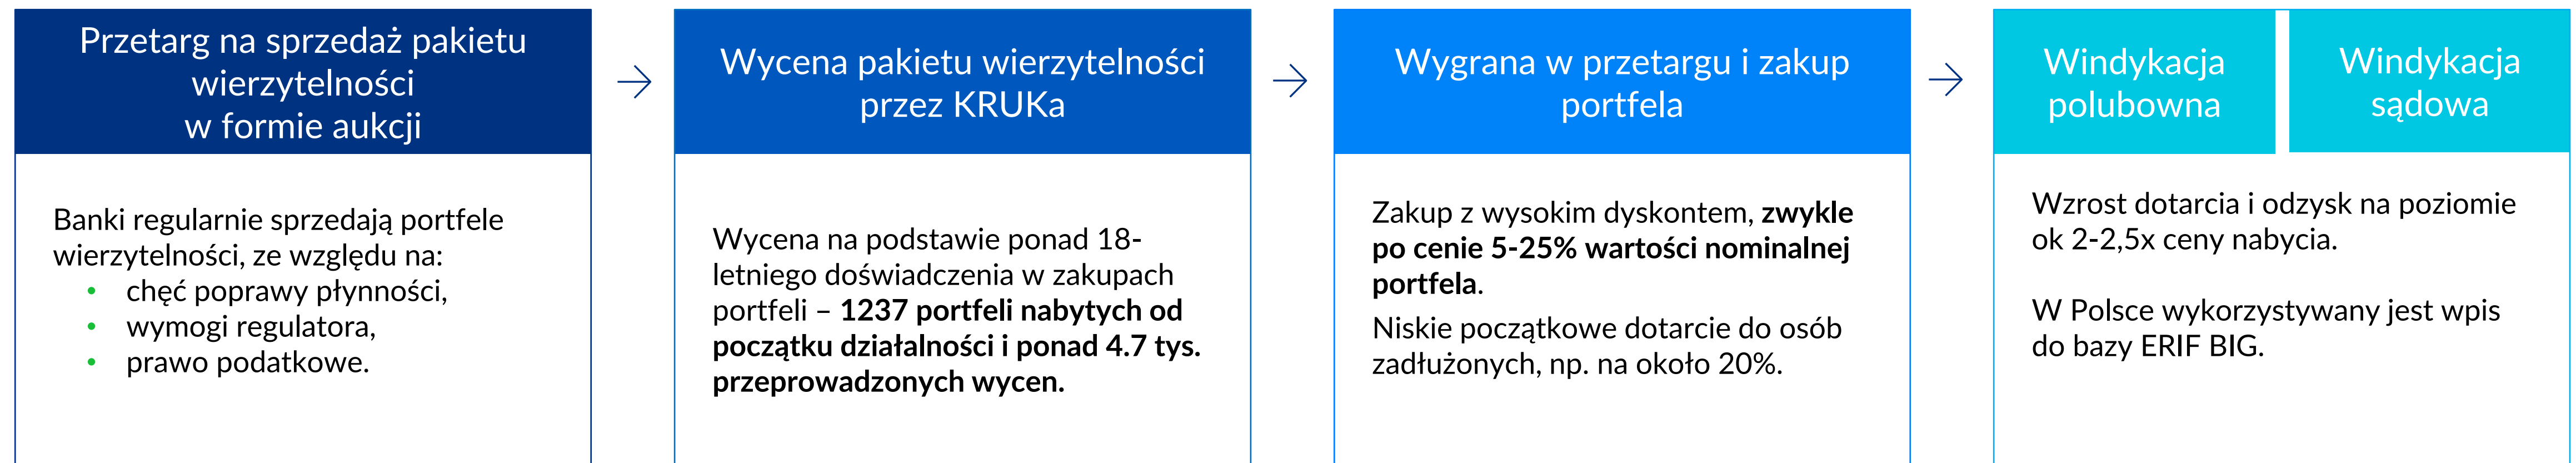 Przetarg na sprzedaż pakietu
wierzytelności
w formie aukcji
Banki regularnie sprzedają portfele
wierzytelności, ze względu na:
• chęć poprawy płynności,
• wymogi regulatora,
• prawo podatkowe.
Wycena pakietu wierzytelności
przez KRUKa
Wycena na podstawie ponad 18-
letniego doświadczenia w zakupach
portfeli – 1237 portfeli nabytych od
początku działalności i ponad 4.7 tys.
przeprowadzonych wycen.
Wygrana w przetargu i zakup
portfela
Zakup z wysokim dyskontem, zwykle
po cenie 5-25% wartości nominalnej
portfela.
Niskie początkowe dotarcie do osób
zadłużonych, np. na około 20%.
Windykacja
polubowna
Windykacja
sądowa
Wzrost dotarcia i odzysk na poziomie
ok 2-2,5x ceny nabycia.
W Polsce wykorzystywany jest wpis
do bazy ERIF BIG.